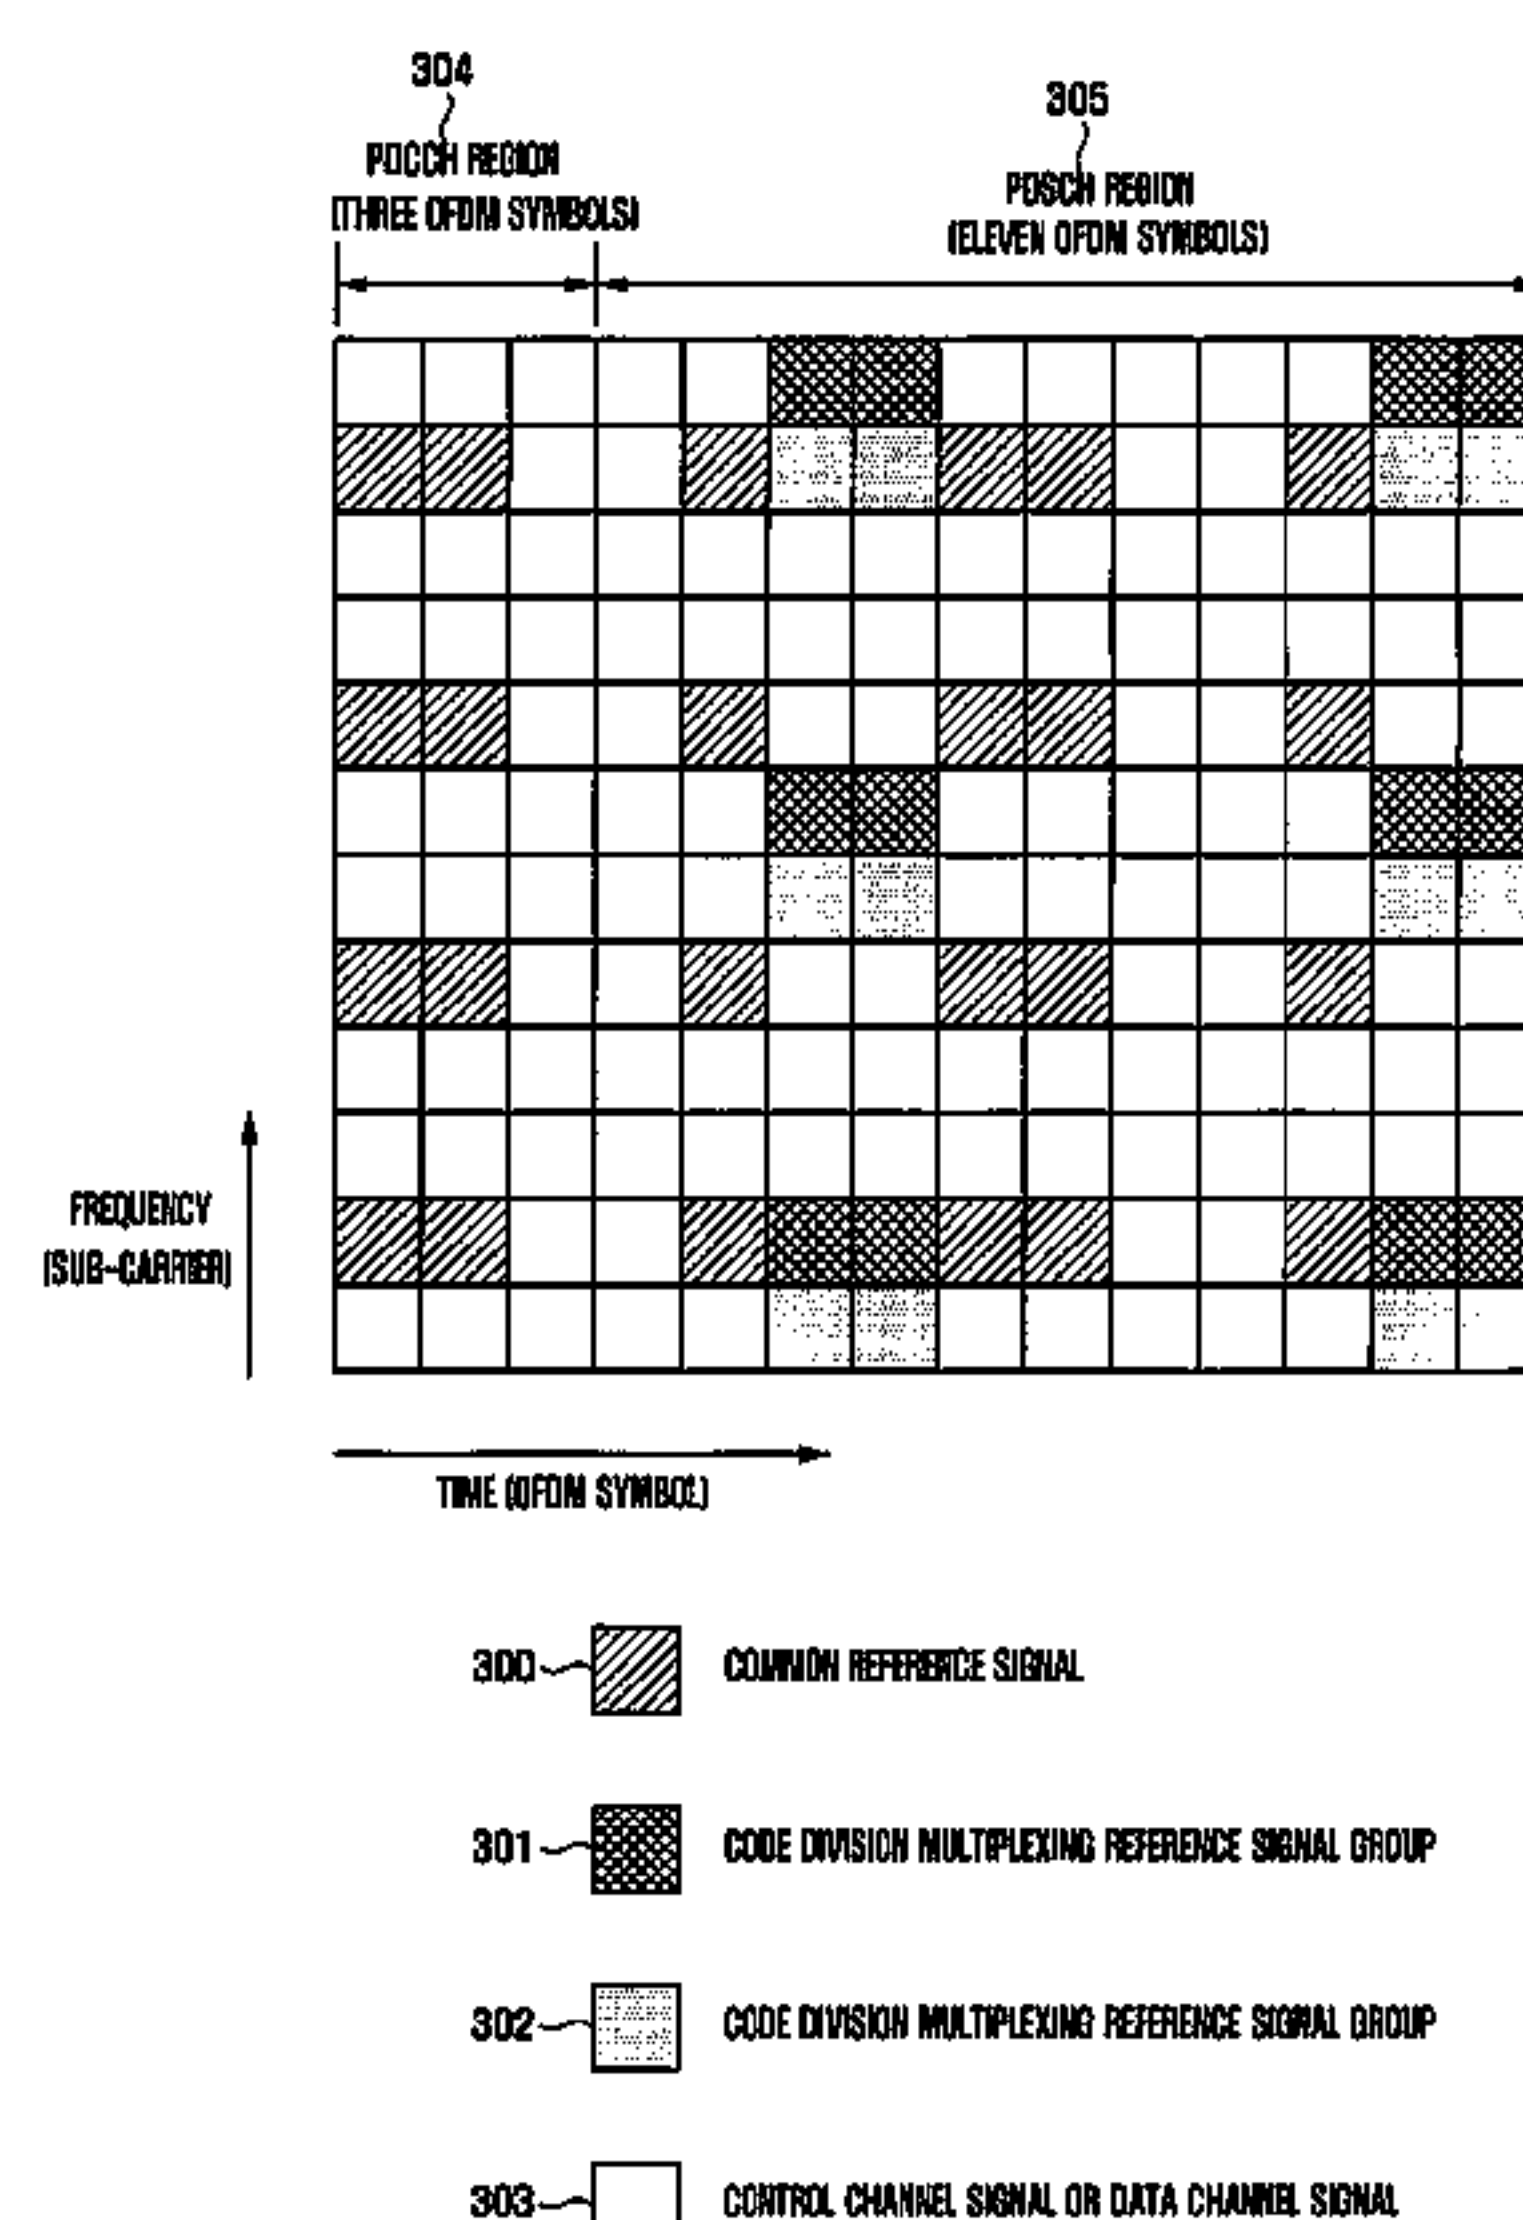 304
PDCCH REGION
(THREE OFDM SYMBOLS)
305
PDSCH REGION
(ELEVEN OFDM SYMBOLS)
FREQUENCY
(SUB-CARRIER)
TIME (OFDM SYMBOL)
300 COMMON REFERENCE SIGNAL
301 CODE DIVISION MULTIPLEXING REFERENCE SIGNAL GROUP
302 CODE DIVISION MULTIPLEXING REFERENCE SIGNAL GROUP
303 CONTROL CHANNEL SIGNAL OR DATA CHANNEL SIGNAL